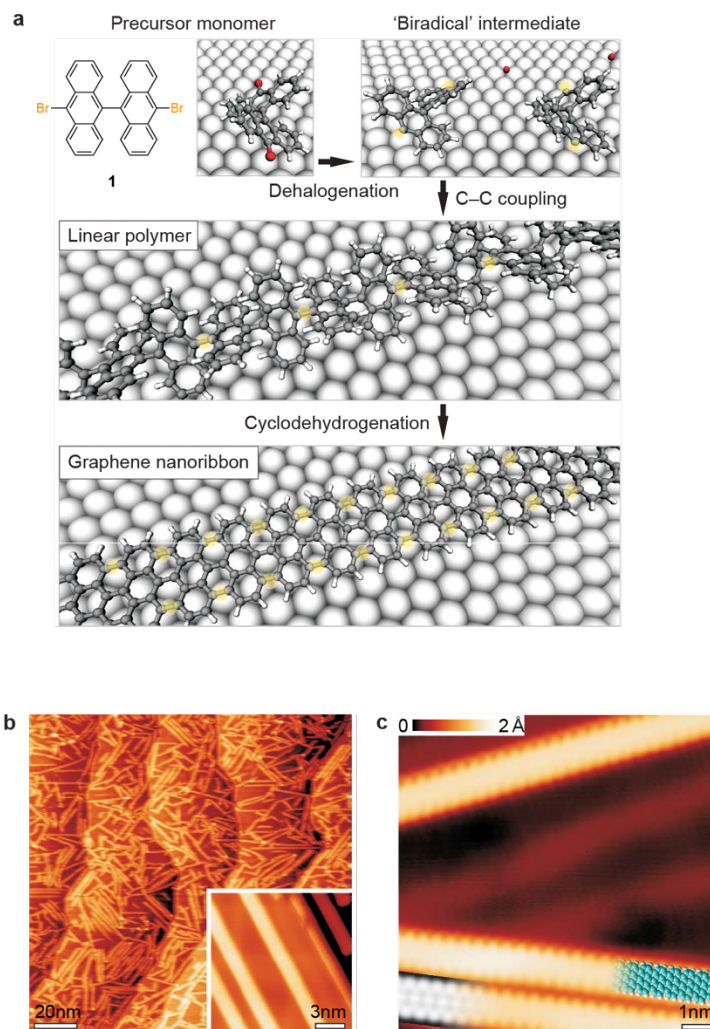 a
Precursor monomer
'Biradical' intermediate
Br
Br
1
Dehalogenation
C–C coupling
Linear polymer
Cyclodehydrogenation
Graphene nanoribbon
b
20nm
3nm
c
0 2 Å
1nm